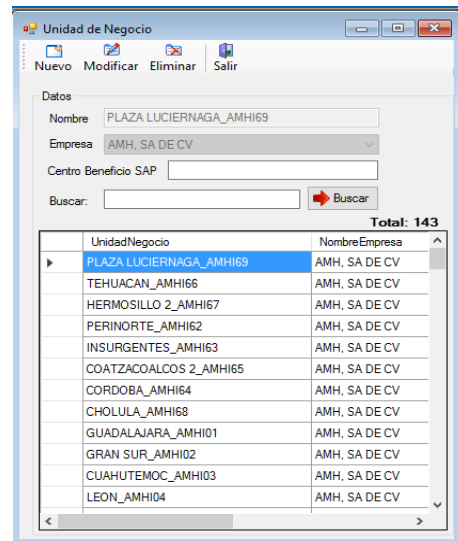 Unidad de Negocio
Nuevo Modificar Eliminar Salir
Datos
Nombre PLAZA LUCIERNAGA_AMHI69
Empresa AMH, SA DE CV
Centro Beneficio SAP
Buscar: Buscar
Total: 143
UnidadNegocio NombreEmpresa
PLAZA LUCIERNAGA_AMHI69 AMH, SA DE CV
TEHUACAN_AMHI66 AMH, SA DE CV
HERMOSILLO 2_AMHI67 AMH, SA DE CV
PERINORTE_AMHI62 AMH, SA DE CV
INSURGENTES_AMHI63 AMH, SA DE CV
COATZACOALCOS 2_AMHI65 AMH, SA DE CV
CORDOBA_AMHI64 AMH, SA DE CV
CHOLULA_AMHI68 AMH, SA DE CV
GUADALAJARA_AMHI01 AMH, SA DE CV
GRAN SUR_AMHI02 AMH, SA DE CV
CUAHUTEMOC_AMHI03 AMH, SA DE CV
LEON_AMHI04 AMH, SA DE CV